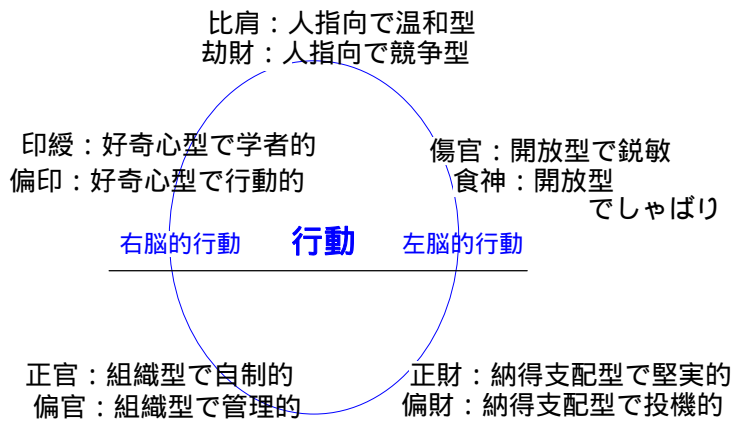 比肩：人指向で温和型
劫財：人指向で競争型
印綬：好奇心型で学者的
偏印：好奇心型で行動的
傷官：開放型で鋭敏
食神：開放型
でしゃばり
右脳的行動
行動
左脳的行動
正官：組織型で自制的
偏官：組織型で管理的
正財：納得支配型で堅実的
偏財：納得支配型で投機的